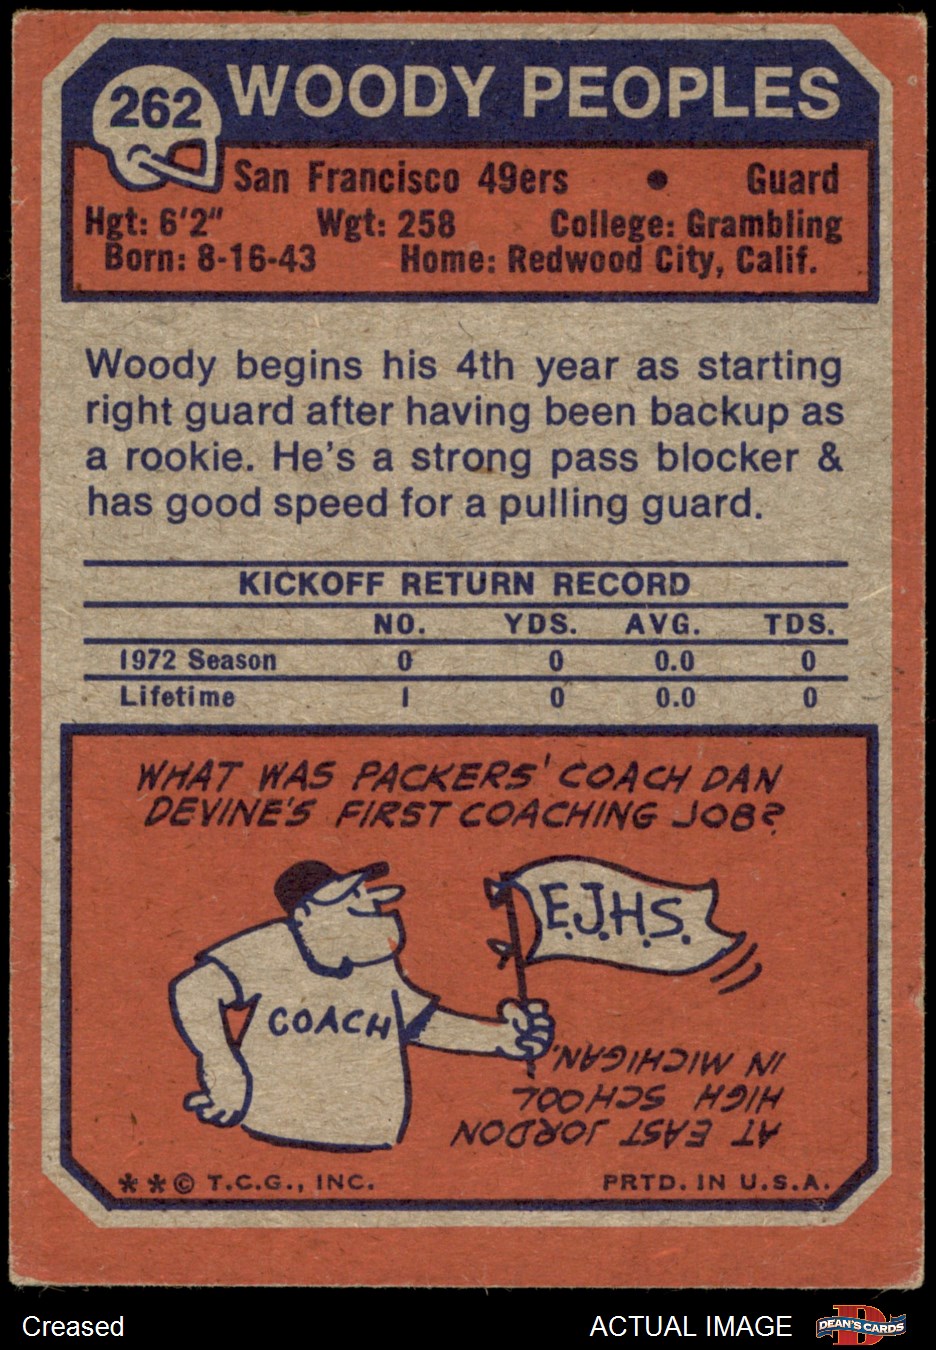 262
WOODY PEOPLES
San Francisco 49ers • Guard
Hgt: 6'2" Wgt: 258 College: Grambling
Born: 8-16-43 Home: Redwood City, Calif.
Woody begins his 4th year as starting
right guard after having been backup as
a rookie. He's a strong pass blocker &
has good speed for a pulling guard.
KICKOFF RETURN RECORD
NO. YDS. AVG. TDS.
1972 Season 0 0 0.0 0
Lifetime 1 0 0.0 0
WHAT WAS PACKERS' COACH DAN
DEVINE'S FIRST COACHING JOB?
E.J.H.S.
COACH
AT EAST JORDON
HIGH SCHOOL
IN MICHIGAN.
**© T.C.G., INC. PRTD. IN U.S.A.
Creased
ACTUAL IMAGE
D
DEAN'S CARDS